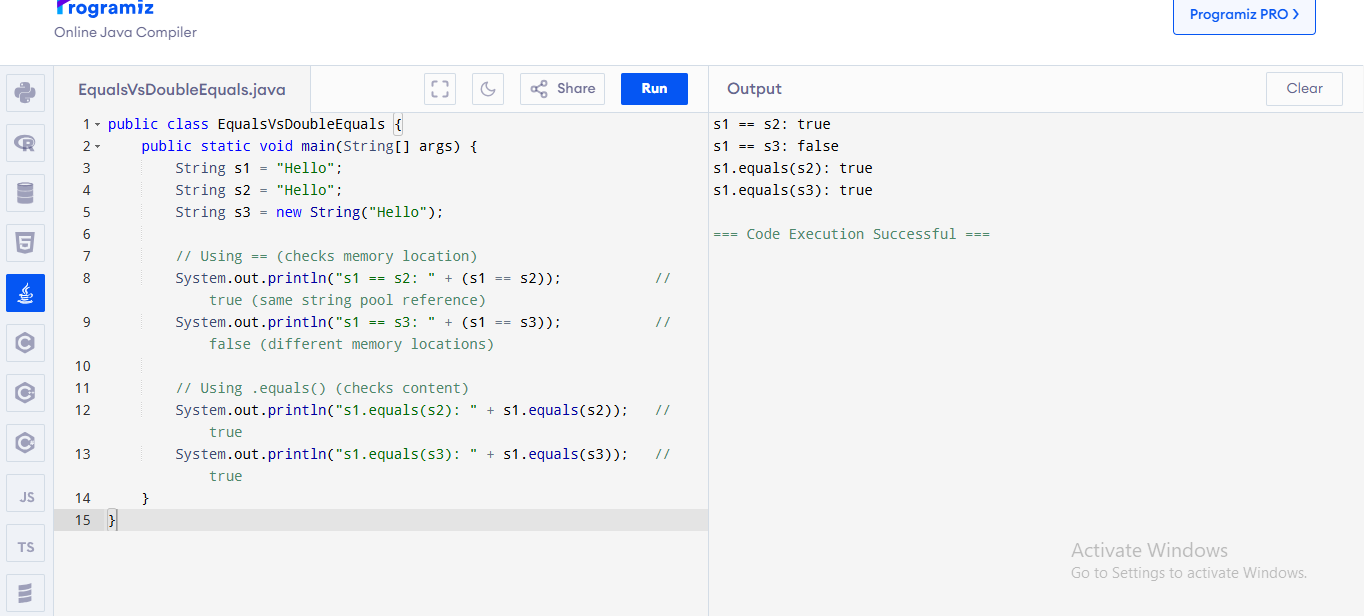 Programiz
Online Java Compiler
Programiz PRO >
EqualsVsDoubleEquals.java
Share
Run
Output
Clear
1 public class EqualsVsDoubleEquals {
2     public static void main(String[] args) {
3         String s1 = "Hello";
4         String s2 = "Hello";
5         String s3 = new String("Hello");
6
7         // Using == (checks memory location)
8         System.out.println("s1 == s2: " + (s1 == s2));           //
            true (same string pool reference)
9         System.out.println("s1 == s3: " + (s1 == s3));           //
            false (different memory locations)
10
11         // Using .equals() (checks content)
12         System.out.println("s1.equals(s2): " + s1.equals(s2));   //
            true
13         System.out.println("s1.equals(s3): " + s1.equals(s3));   //
            true
14     }
15 }
s1 == s2: true
s1 == s3: false
s1.equals(s2): true
s1.equals(s3): true
=== Code Execution Successful ===
JS
TS
Activate Windows
Go to Settings to activate Windows.